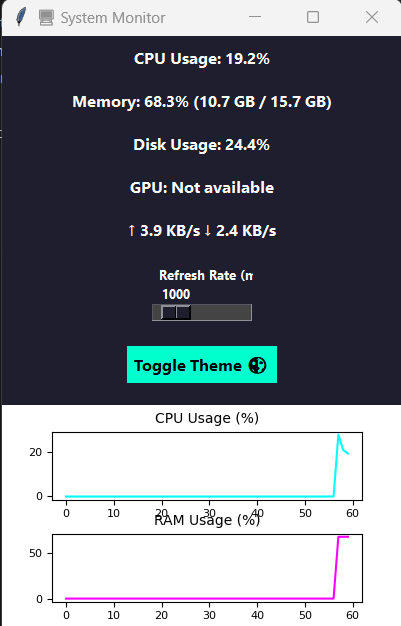 System Monitor
CPU Usage: 19.2%
Memory: 68.3% (10.7 GB / 15.7 GB)
Disk Usage: 24.4%
GPU: Not available
↑ 3.9 KB/s ↓ 2.4 KB/s
Refresh Rate (m
1000
Toggle Theme
CPU Usage (%)
20
0
0 10 20 30 40 50 60
RAM Usage (%)
50
0
0 10 20 30 40 50 60